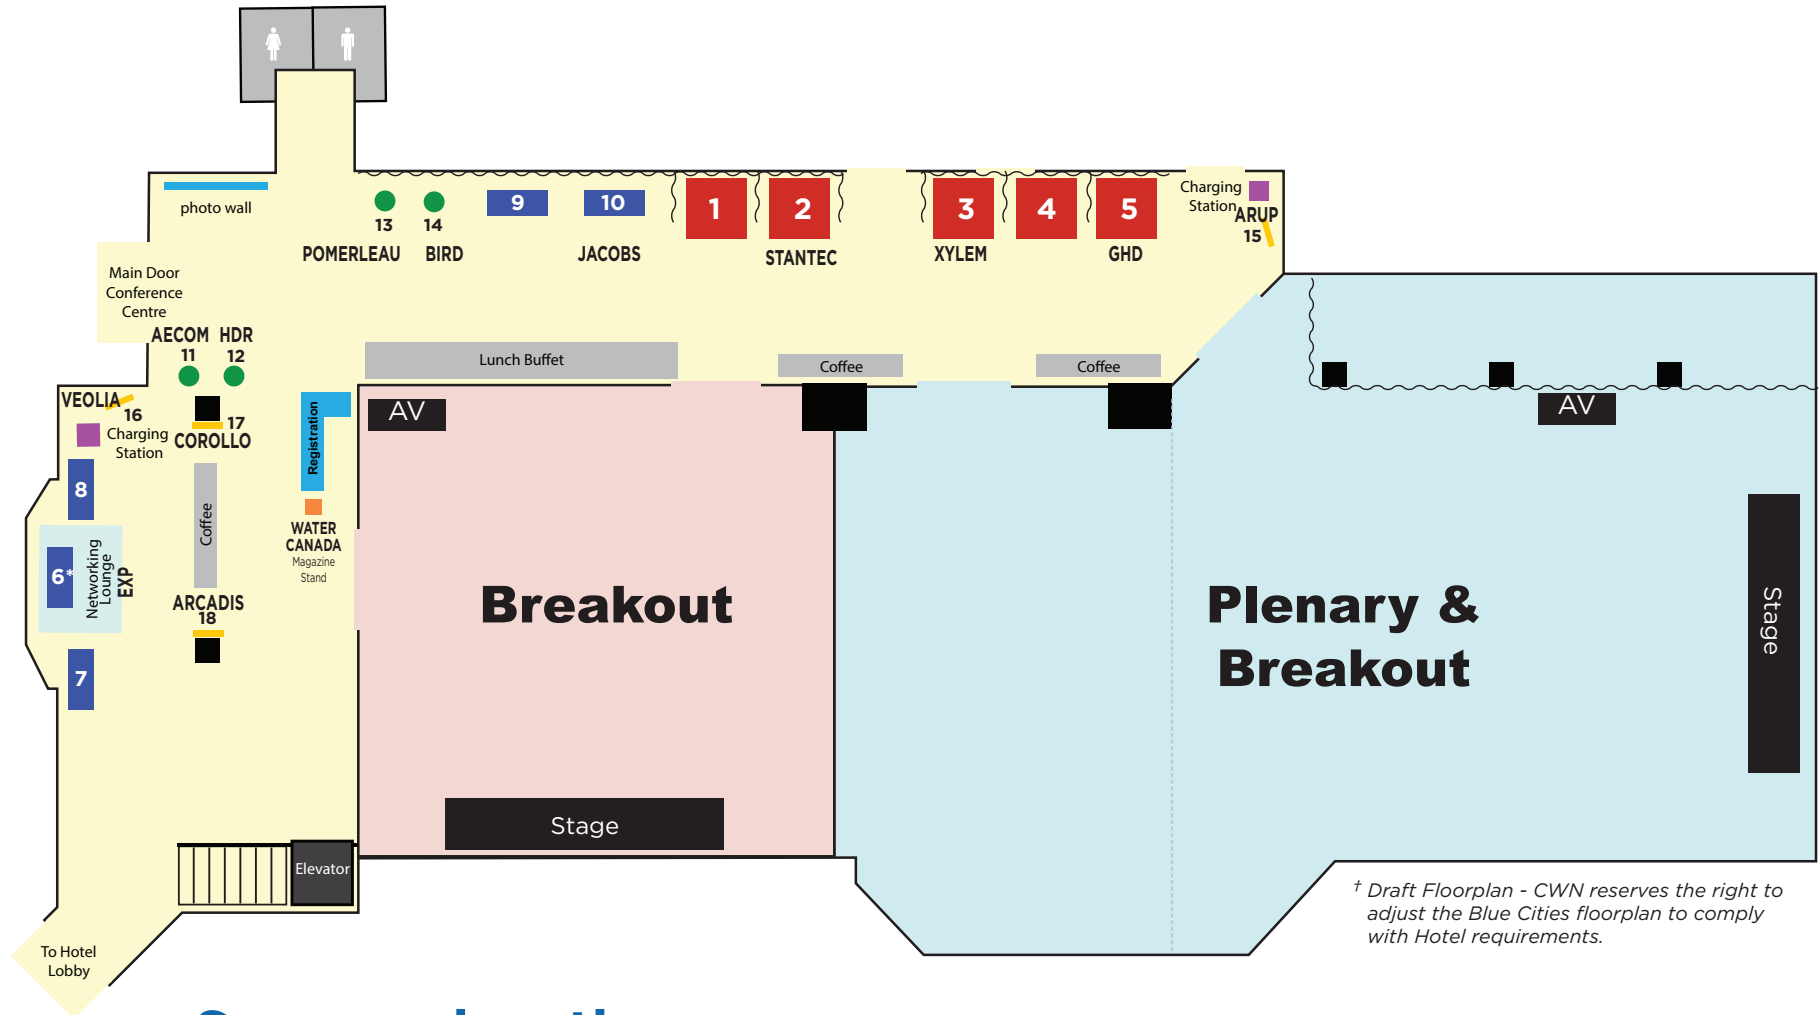 photo wall
13
14
9
10
1
2
3
4
5
Charging
Station
ARUP
15
POMERLEAU
BIRD
JACOBS
STANTEC
XYLEM
GHD
Main Door
Conference
Centre
AECOM
HDR
11
12
Lunch Buffet
Coffee
Coffee
VEOLIA
16
Charging
Station
17
COROLLO
Registration
AV
AV
8
Coffee
WATER
CANADA
Magazine
Stand
6*
Networking
Lounge
EXP
ARCADIS
18
7
Breakout
Plenary &
Breakout
Stage
Stage
Elevator
To Hotel
Lobby
† Draft Floorplan - CWN reserves the right to
adjust the Blue Cities floorplan to comply
with Hotel requirements.